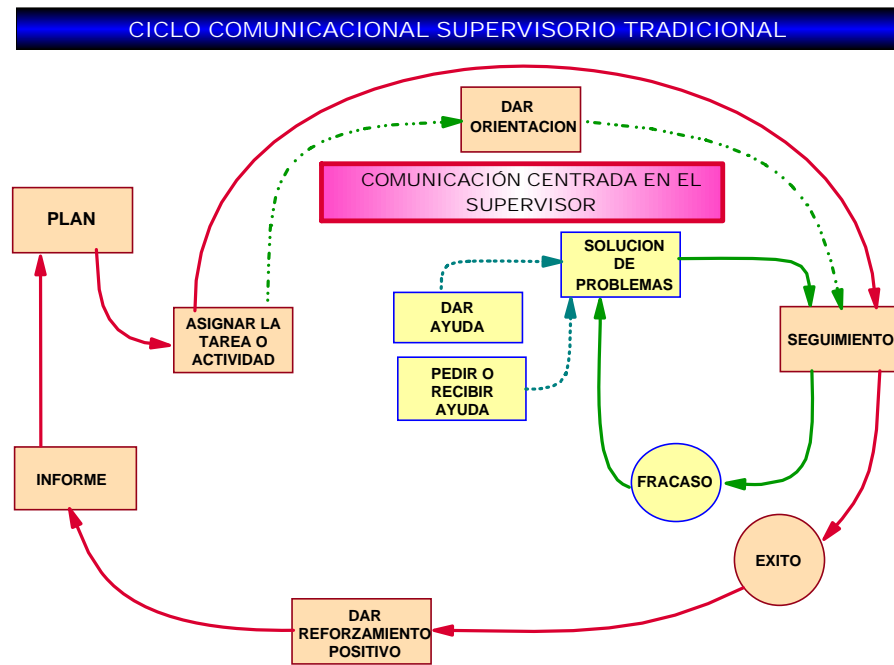 CICLO COMUNICACIONAL SUPERVISORIO TRADICIONAL
DAR
ORIENTACION
COMUNICACIÓN CENTRADA EN EL
SUPERVISOR
PLAN
SOLUCION
DE
PROBLEMAS
DAR
AYUDA
ASIGNAR LA
TAREA O
ACTIVIDAD
SEGUIMIENTO
PEDIR O
RECIBIR
AYUDA
INFORME
FRACASO
EXITO
DAR
REFORZAMIENTO
POSITIVO